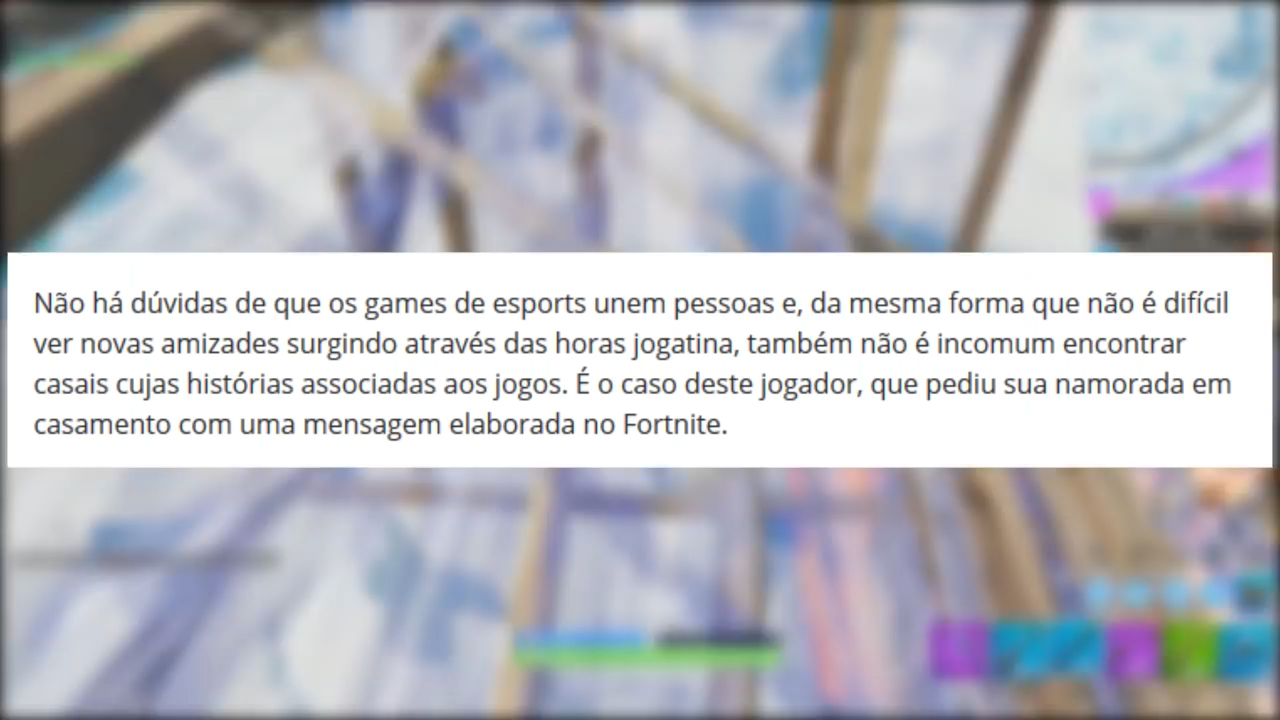 Não há dúvidas de que os games de esports unem pessoas e, da mesma forma que não é difícil
ver novas amizades surgindo através das horas jogatina, também não é incomum encontrar
casais cujas histórias associadas aos jogos. É o caso deste jogador, que pediu sua namorada em
casamento com uma mensagem elaborada no Fortnite.